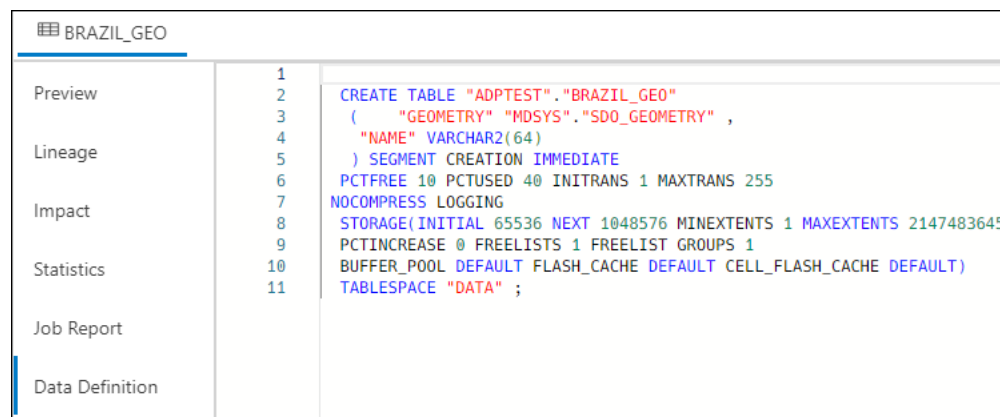 BRAZIL_GEO
Preview
Lineage
Impact
Statistics
Job Report
Data Definition
1
2 CREATE TABLE "ADPTEST"."BRAZIL_GEO"
3 ( "GEOMETRY" "MDSYS"."SDO_GEOMETRY" ,
4 "NAME" VARCHAR2(64)
5 ) SEGMENT CREATION IMMEDIATE
6 PCTFREE 10 PCTUSED 40 INITRANS 1 MAXTRANS 255
7 NOCOMPRESS LOGGING
8 STORAGE(INITIAL 65536 NEXT 1048576 MINEXTENTS 1 MAXEXTENTS 2147483645
9 PCTINCREASE 0 FREELISTS 1 FREELIST GROUPS 1
10 BUFFER_POOL DEFAULT FLASH_CACHE DEFAULT CELL_FLASH_CACHE DEFAULT)
11 TABLESPACE "DATA" ;